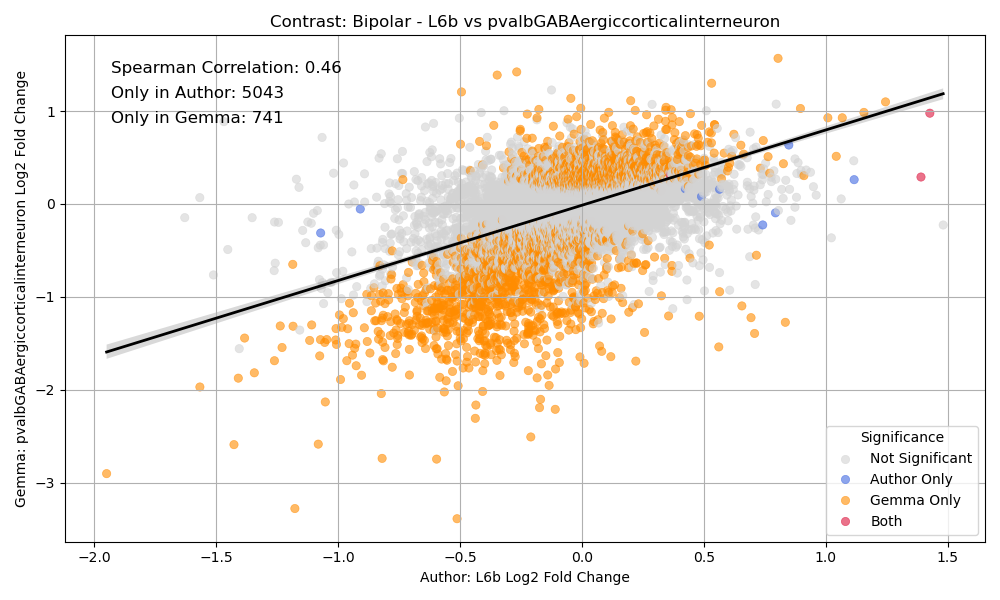 Contrast: Bipolar - L6b vs pvalbGABAergiccorticalinterneuron
Spearman Correlation: 0.46
Only in Author: 5043
Only in Gemma: 741
Gemma: pvalbGABAergiccorticalinterneuron Log2 Fold Change
1
0
−1
−2
−3
Significance
Not Significant
Author Only
Gemma Only
Both
−2.0 −1.5 −1.0 −0.5 0.0 0.5 1.0 1.5
Author: L6b Log2 Fold Change